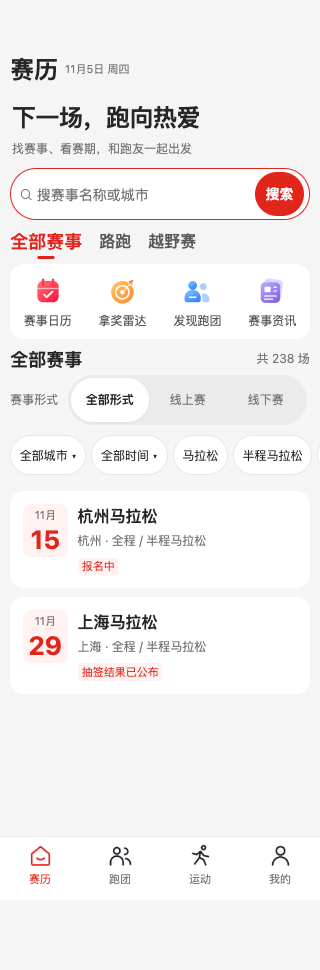 赛历 11月5日 周四
下一场，跑向热爱
找赛事、看赛期，和跑友一起出发
搜赛事名称或城市 搜索
全部赛事 路跑 越野赛
赛事日历 拿奖雷达 发现跑团 赛事资讯
全部赛事 共 238 场
赛事形式 全部形式 线上赛 线下赛
全部城市 ▾ 全部时间 ▾ 马拉松 半程马拉松
11月
15
杭州马拉松
杭州 · 全程 / 半程马拉松
报名中
11月
29
上海马拉松
上海 · 全程 / 半程马拉松
抽签结果已公布
赛历 跑团 运动 我的